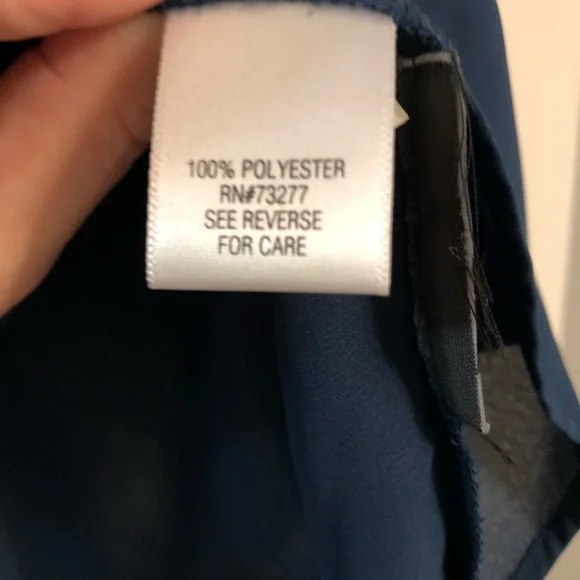 100% POLYESTER
RN#73277
SEE REVERSE
FOR CARE